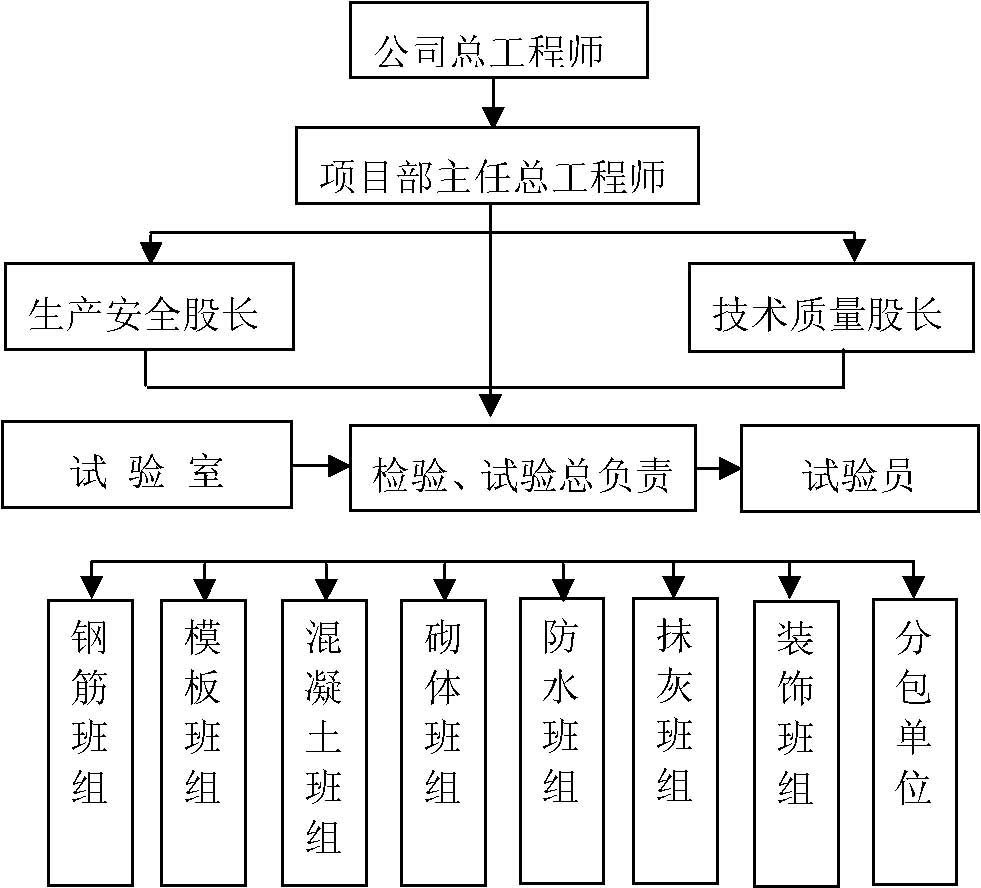 公司总工程师
项目部主任总工程师
生产安全股长
技术质量股长
试 验 室
检验、试验总负责
试验员
钢筋班组
模板班组
混凝土班组
砌体班组
防水班组
抹灰班组
装饰班组
分包单位